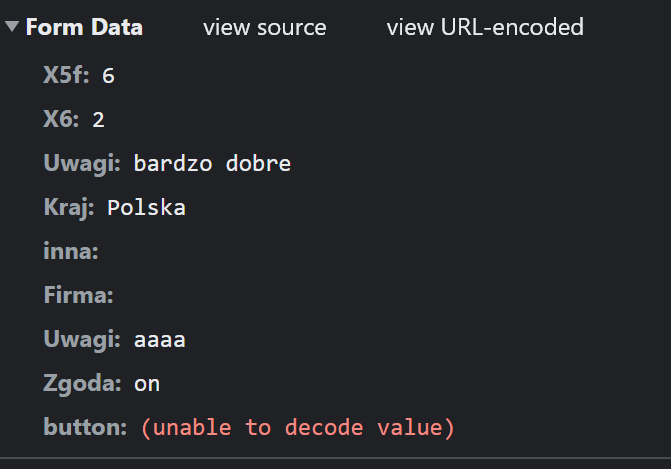 Form Data view source view URL-encoded
X5f: 6
X6: 2
Uwagi: bardzo dobre
Kraj: Polska
inna:
Firma:
Uwagi: aaaa
Zgoda: on
button: (unable to decode value)